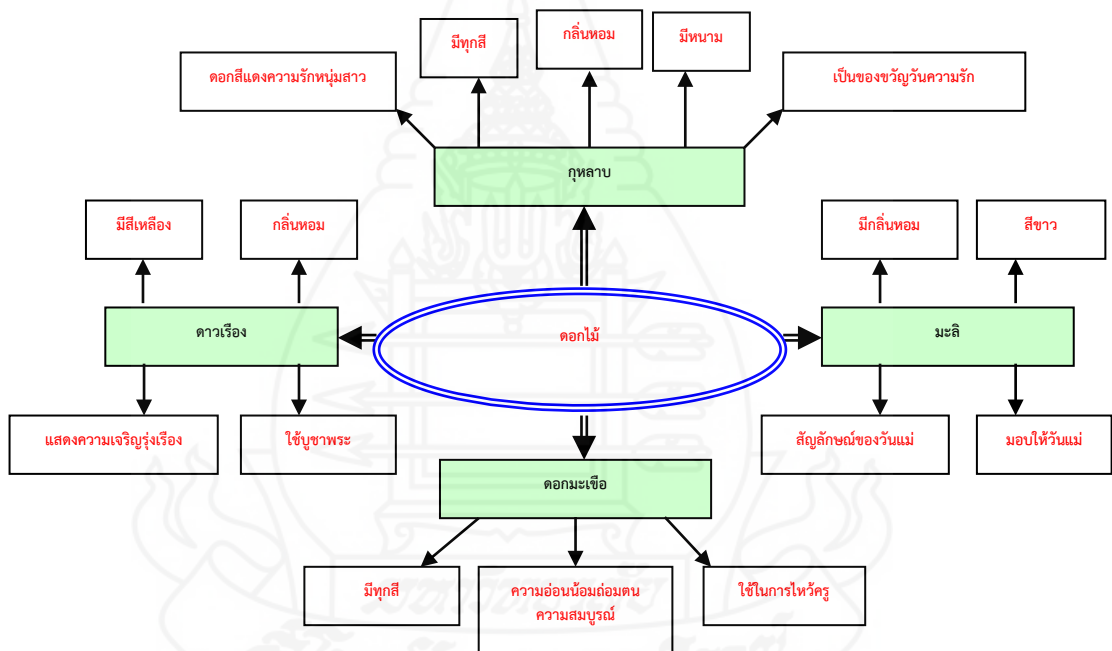 มีทุกสี
กลิ่นหอม
มีหนาม
ดอกสีแดงความรักหนุ่มสาว
เป็นของขวัญวันความรัก
กุหลาบ
มีสีเหลือง
กลิ่นหอม
มีกลิ่นหอม
สีขาว
ดาวเรือง
ดอกไม้
มะลิ
แสดงความเจริญรุ่งเรือง
ใช้บูชาพระ
สัญลักษณ์ของวันแม่
มอบให้วันแม่
ดอกมะเขือ
มีทุกสี
ความอ่อนน้อมถ่อมตน
ความสมบูรณ์
ใช้ในการไหว้ครู